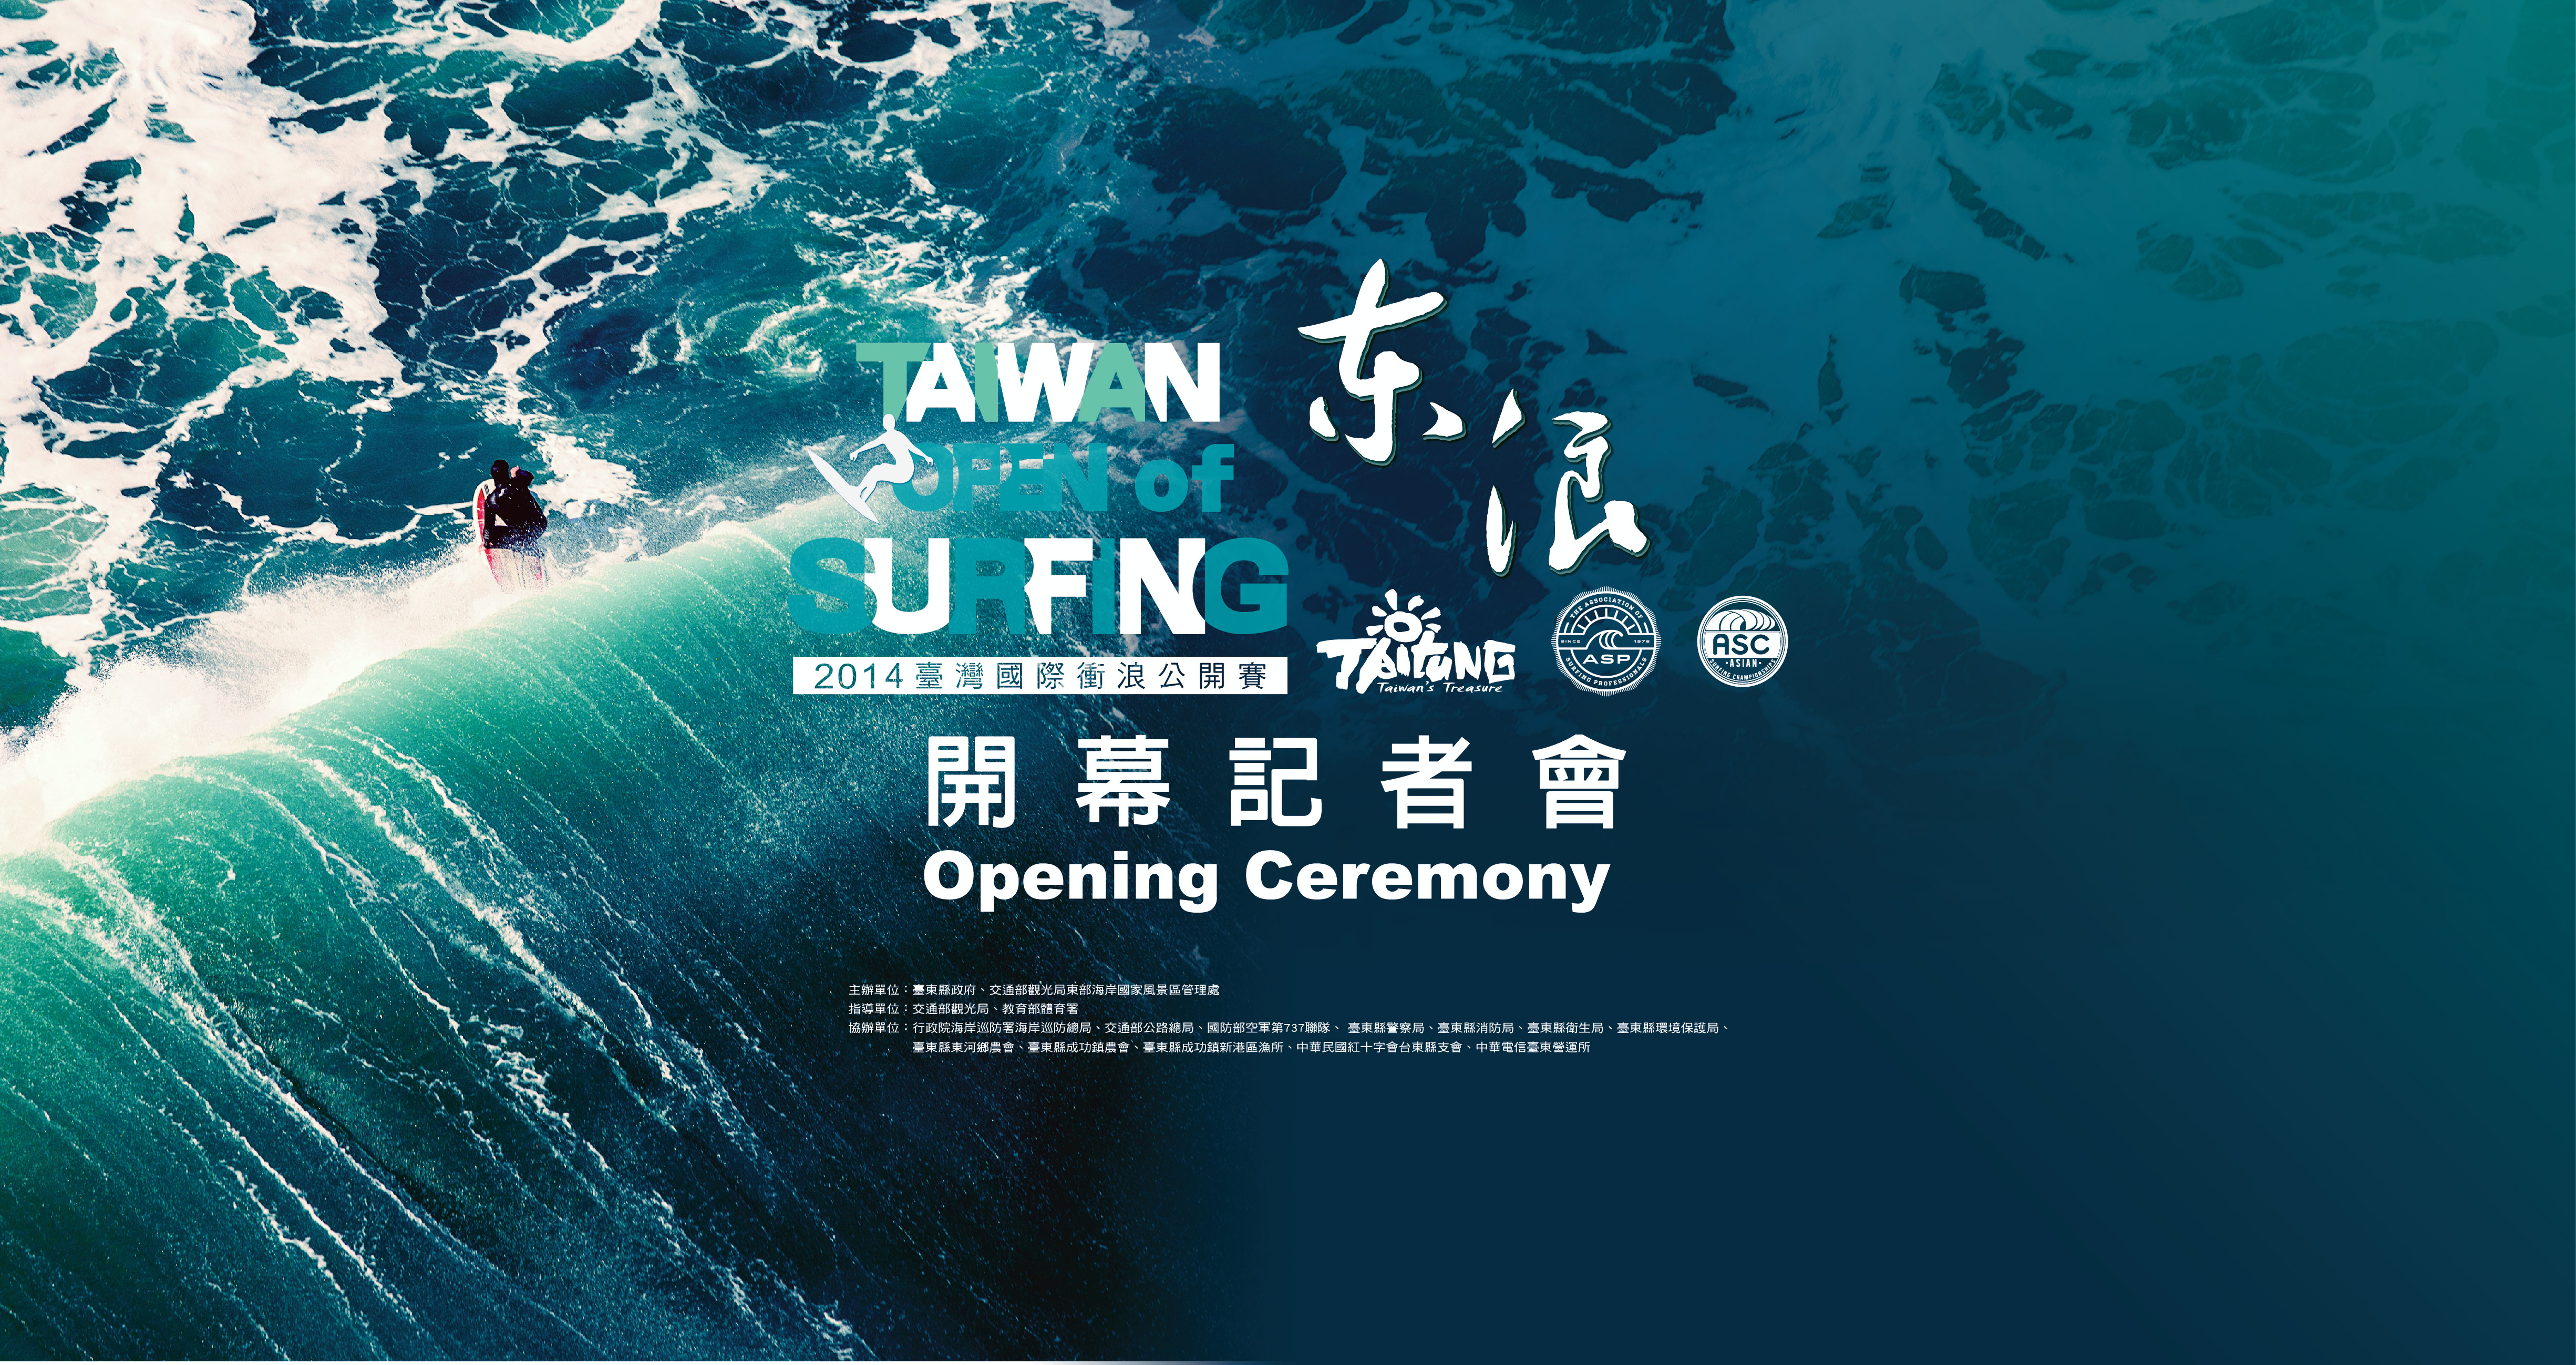 TAIWAN
OPEN of
SURFING
2014臺灣國際衝浪公開賽
东浪
TAITUNG
Taiwan's Treasure
THE ASSOCIATION OF
SINCE 1976
ASP
SURFING PROFESSIONALS
ASC
·ASIAN·
SURFING CHAMPIONSHIPS
開幕記者會
Opening Ceremony
主辦單位：臺東縣政府、交通部觀光局東部海岸國家風景區管理處
指導單位：交通部觀光局、教育部體育署
協辦單位：行政院海岸巡防署海岸巡防總局、交通部公路總局、國防部空軍第737聯隊、 臺東縣警察局、臺東縣消防局、臺東縣衛生局、臺東縣環境保護局、
臺東縣東河鄉農會、臺東縣成功鎮農會、臺東縣成功鎮新港區漁所、中華民國紅十字會台東縣支會、中華電信臺東營運所